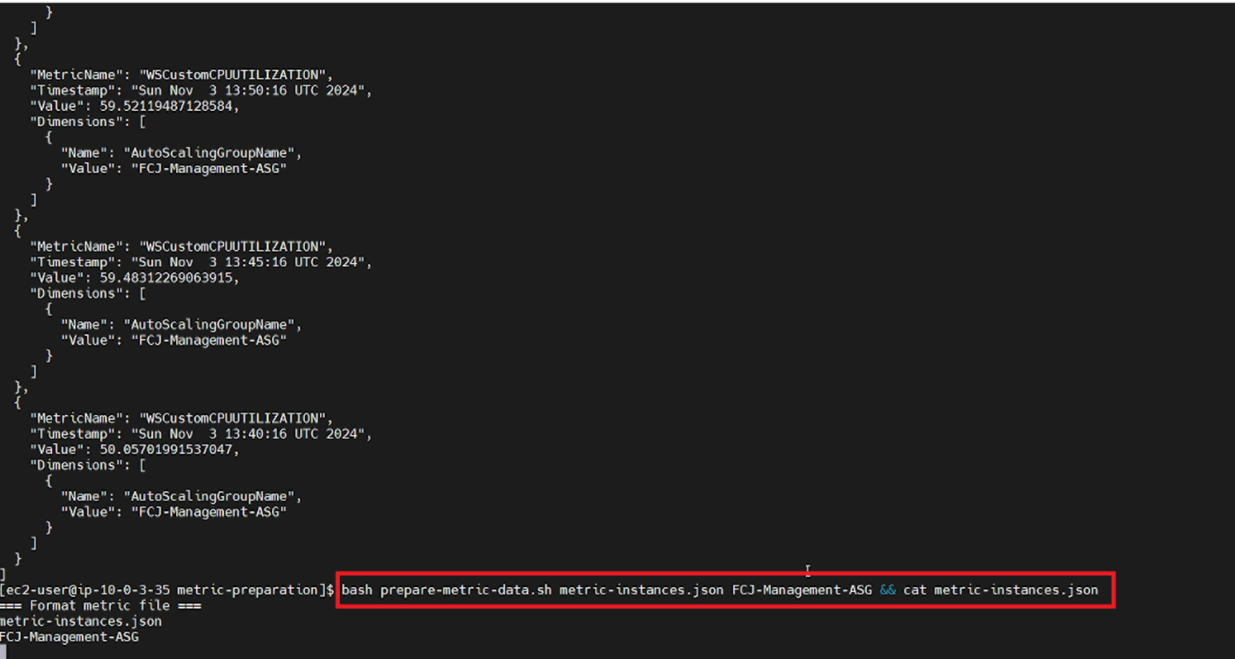 }
  ]
},
{
  "MetricName": "WSCustomCPUUTILIZATION",
  "Timestamp": "Sun Nov  3 13:50:16 UTC 2024",
  "Value": 59.52119487128584,
  "Dimensions": [
    {
      "Name": "AutoScalingGroupName",
      "Value": "FCJ-Management-ASG"
    }
  ]
},
{
  "MetricName": "WSCustomCPUUTILIZATION",
  "Timestamp": "Sun Nov  3 13:45:16 UTC 2024",
  "Value": 59.48312269063915,
  "Dimensions": [
    {
      "Name": "AutoScalingGroupName",
      "Value": "FCJ-Management-ASG"
    }
  ]
},
{
  "MetricName": "WSCustomCPUUTILIZATION",
  "Timestamp": "Sun Nov  3 13:40:16 UTC 2024",
  "Value": 50.05701991537047,
  "Dimensions": [
    {
      "Name": "AutoScalingGroupName",
      "Value": "FCJ-Management-ASG"
    }
  ]
}
]
[ec2-user@ip-10-0-3-35 metric-preparation]$ bash prepare-metric-data.sh metric-instances.json FCJ-Management-ASG && cat metric-instances.json
=== Format metric file ===
metric-instances.json
FCJ-Management-ASG